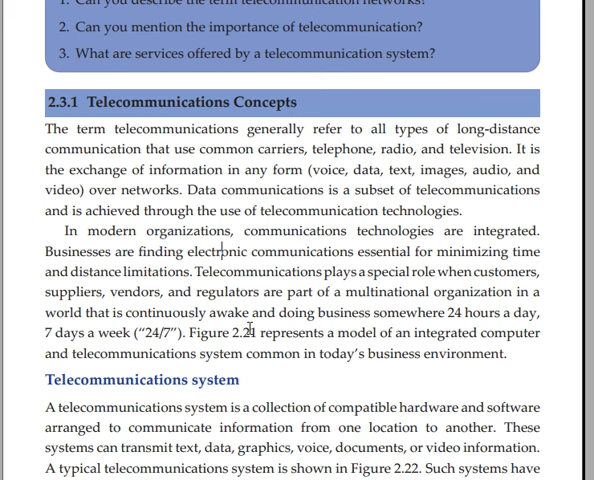 1. Can you describe the term telecommunication networks?
2. Can you mention the importance of telecommunication?
3. What are services offered by a telecommunication system?
2.3.1 Telecommunications Concepts
The term telecommunications generally refer to all types of long-distance
communication that use common carriers, telephone, radio, and television. It is
the exchange of information in any form (voice, data, text, images, audio, and
video) over networks. Data communications is a subset of telecommunications
and is achieved through the use of telecommunication technologies.
In modern organizations, communications technologies are integrated.
Businesses are finding electronic communications essential for minimizing time
and distance limitations. Telecommunications plays a special role when customers,
suppliers, vendors, and regulators are part of a multinational organization in a
world that is continuously awake and doing business somewhere 24 hours a day,
7 days a week (“24/7”). Figure 2.21 represents a model of an integrated computer
and telecommunications system common in today’s business environment.
Telecommunications system
A telecommunications system is a collection of compatible hardware and software
arranged to communicate information from one location to another. These
systems can transmit text, data, graphics, voice, documents, or video information.
A typical telecommunications system is shown in Figure 2.22. Such systems have